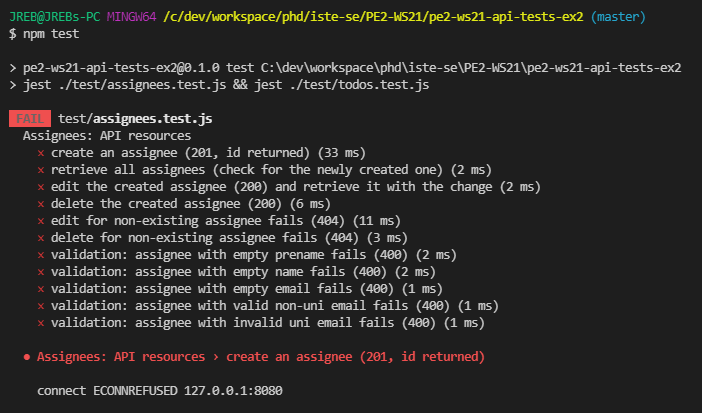 JREB@JREBs-PC MINGW64 /c/dev/workspace/phd/iste-se/PE2-WS21/pe2-ws21-api-tests-ex2 (master)
$ npm test
> pe2-ws21-api-tests-ex2@0.1.0 test C:\dev\workspace\phd\iste-se\PE2-WS21\pe2-ws21-api-tests-ex2
> jest ./test/assignees.test.js && jest ./test/todos.test.js
FAIL test/assignees.test.js
Assignees: API resources
× create an assignee (201, id returned) (33 ms)
× retrieve all assignees (check for the newly created one) (2 ms)
× edit the created assignee (200) and retrieve it with the change (2 ms)
× delete the created assignee (200) (6 ms)
× edit for non-existing assignee fails (404) (11 ms)
× delete for non-existing assignee fails (404) (3 ms)
× validation: assignee with empty prename fails (400) (2 ms)
× validation: assignee with empty name fails (400) (2 ms)
× validation: assignee with empty email fails (400) (1 ms)
× validation: assignee with valid non-uni email fails (400) (1 ms)
× validation: assignee with invalid uni email fails (400) (1 ms)
● Assignees: API resources › create an assignee (201, id returned)
connect ECONNREFUSED 127.0.0.1:8080